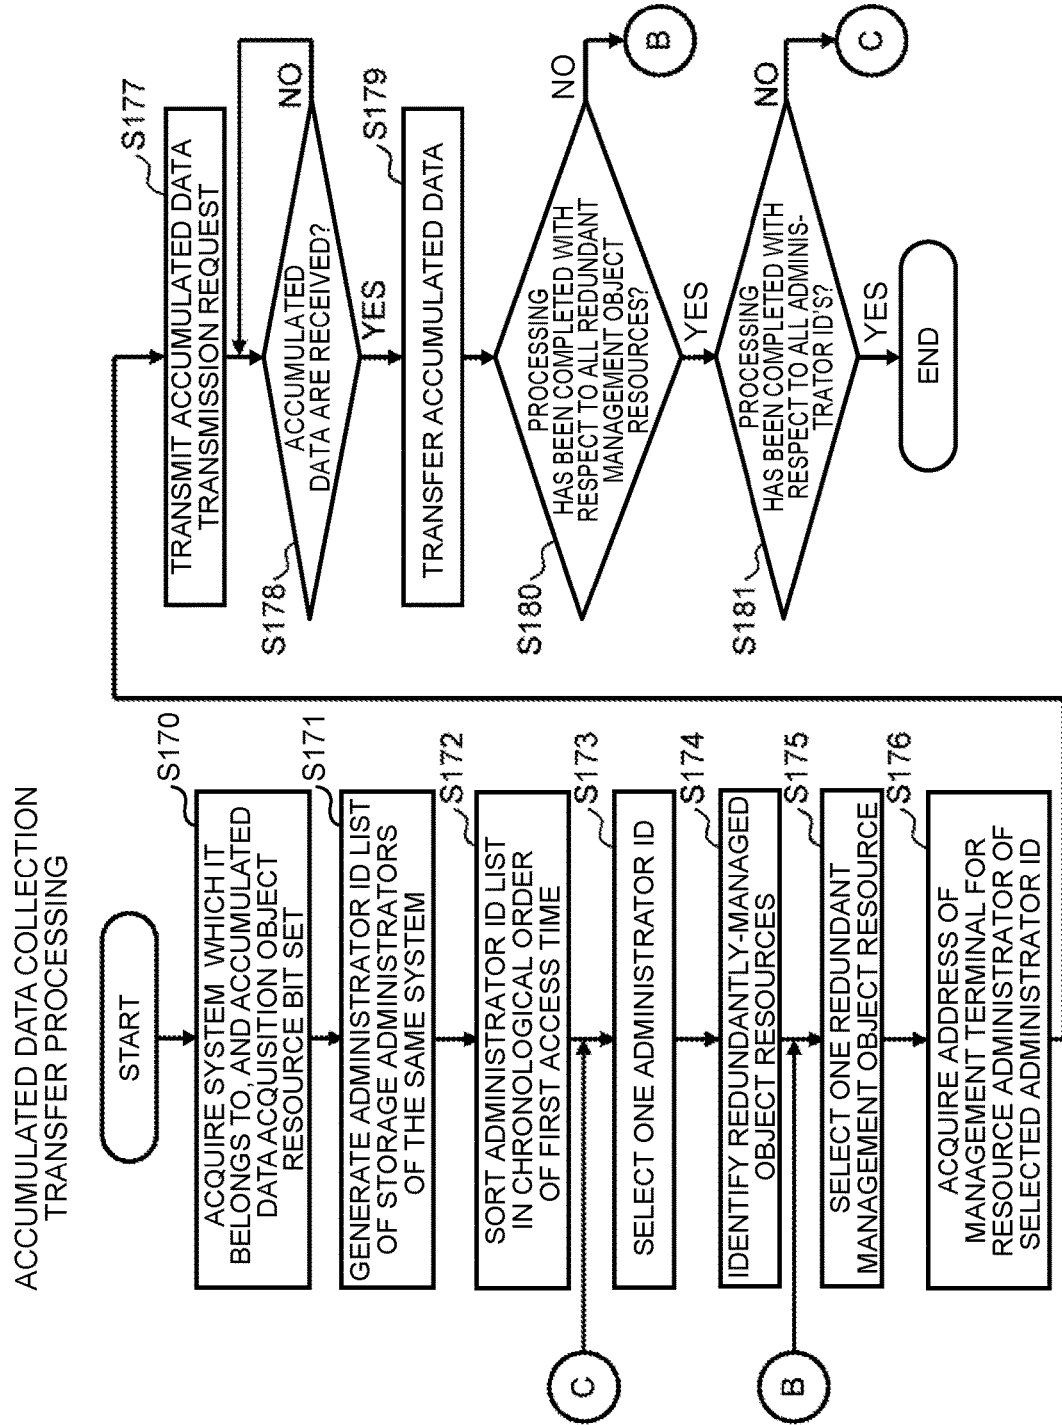 ACCUMULATED DATA COLLECTION
TRANSFER PROCESSING
START
S170
ACQUIRE SYSTEM WHICH IT
BELONGS TO, AND ACCUMULATED
DATA ACQUISITION OBJECT
RESOURCE BIT SET
S171
GENERATE ADMINISTRATOR ID LIST
OF STORAGE ADMINISTRATORS
OF THE SAME SYSTEM
S172
SORT ADMINISTRATOR ID LIST
IN CHRONOLOGICAL ORDER
OF FIRST ACCESS TIME
C
S173
SELECT ONE ADMINISTRATOR ID
S174
IDENTIFY REDUNDANTLY-MANAGED
OBJECT RESOURCES
B
S175
SELECT ONE REDUNDANT
MANAGEMENT OBJECT RESOURCE
S176
ACQUIRE ADDRESS OF
MANAGEMENT TERMINAL FOR
RESOURCE ADMINISTRATOR OF
SELECTED ADMINISTRATOR ID
S177
TRANSMIT ACCUMULATED DATA
TRANSMISSION REQUEST
S178
ACCUMULATED
DATA ARE RECEIVED?
NO
YES
S179
TRANSFER ACCUMULATED DATA
S180
PROCESSING
HAS BEEN COMPLETED WITH
RESPECT TO ALL REDUNDANT
MANAGEMENT OBJECT
RESOURCES?
NO
B
YES
S181
PROCESSING
HAS BEEN COMPLETED WITH
RESPECT TO ALL ADMINIS-
TRATOR ID'S?
NO
C
YES
END